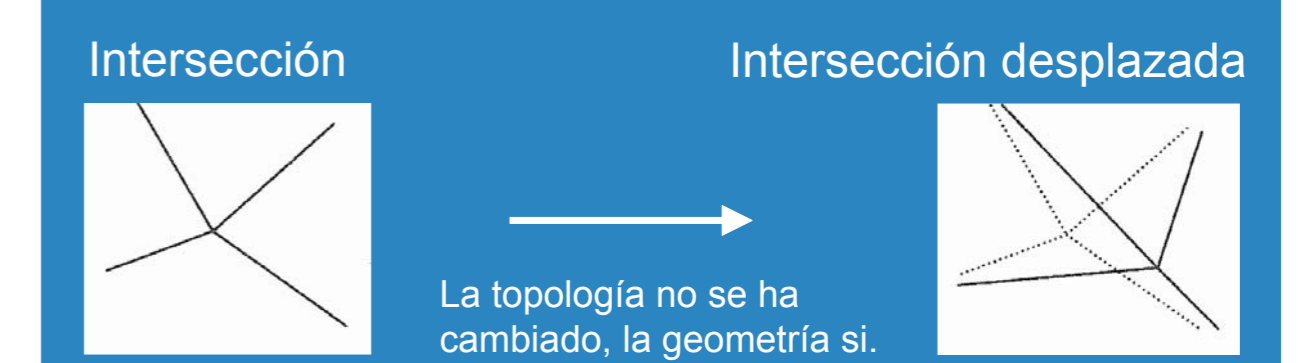 Intersección
Intersección desplazada
La topología no se ha
cambiado, la geometría si.